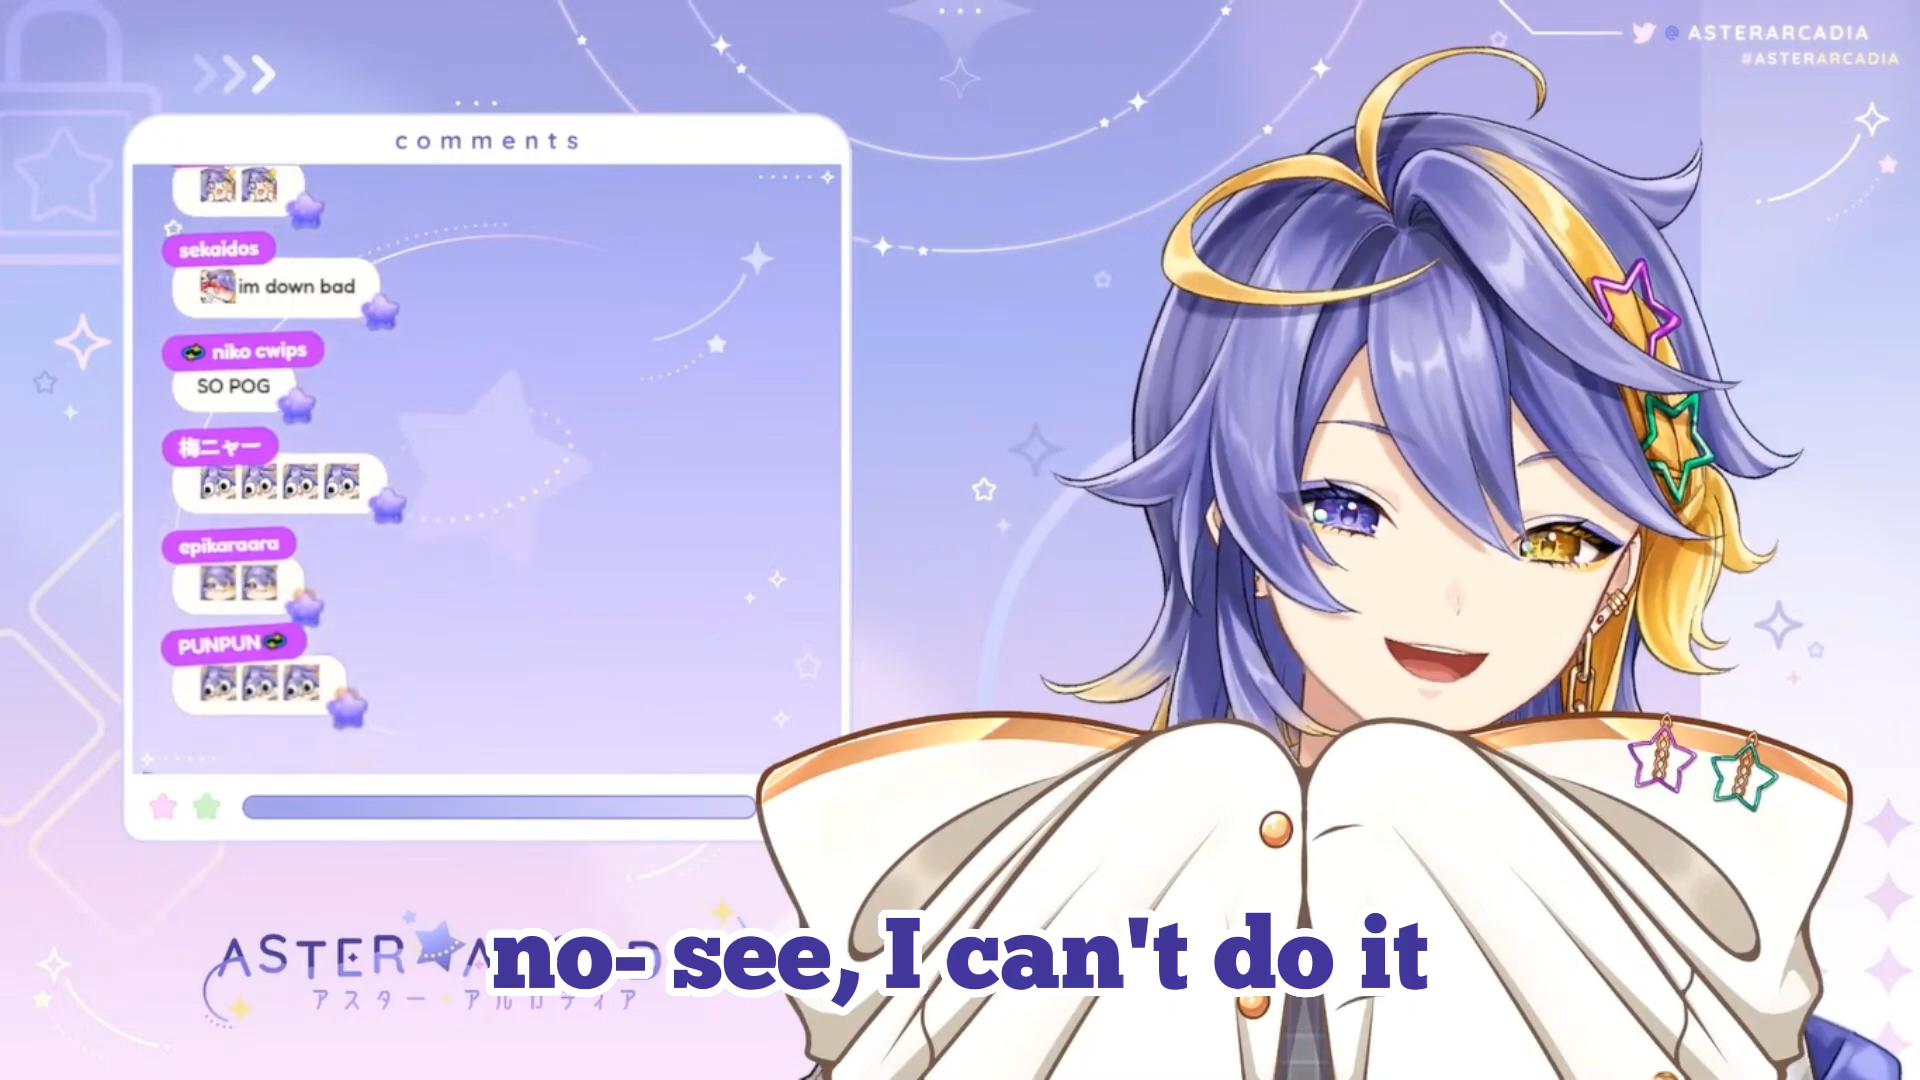 @ ASTERARCADIA
#ASTERARCADIA
comments
sekaidos
im down bad
niko cwips
SO POG
梅ニャー
epikaraara
PUNPUN
ASTER A
アスター アルカディア
no- see, I can't do it